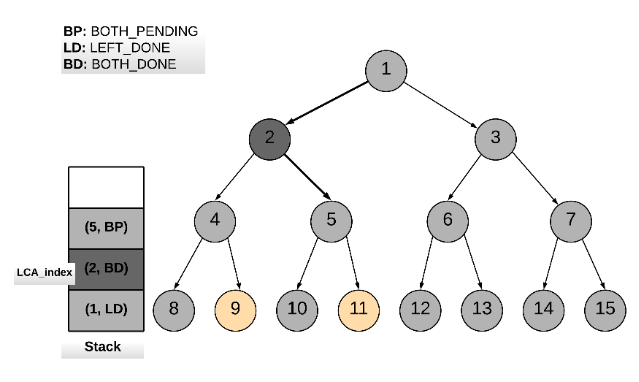 BP: BOTH_PENDING
LD: LEFT_DONE
BD: BOTH_DONE
1
2
3
4
5
6
7
(5, BP)
LCA_index
(2, BD)
(1, LD)
8
9
10
11
12
13
14
15
Stack